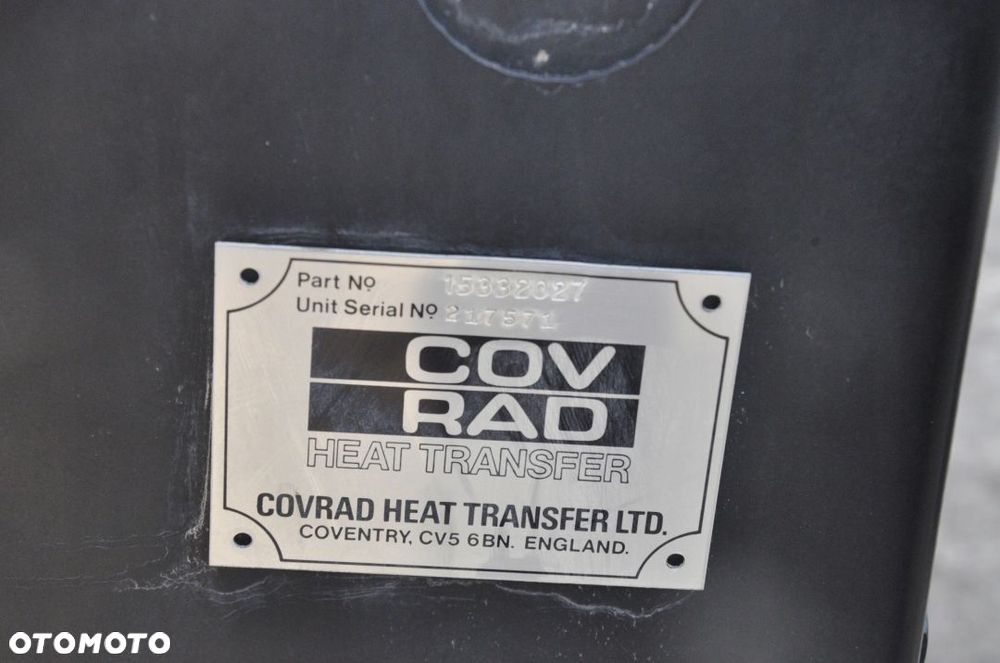 Part Nº 15332027
Unit Serial Nº 217571
COV
RAD
HEAT TRANSFER
COVRAD HEAT TRANSFER LTD.
COVENTRY, CV5 6BN. ENGLAND.
OTOMOTO